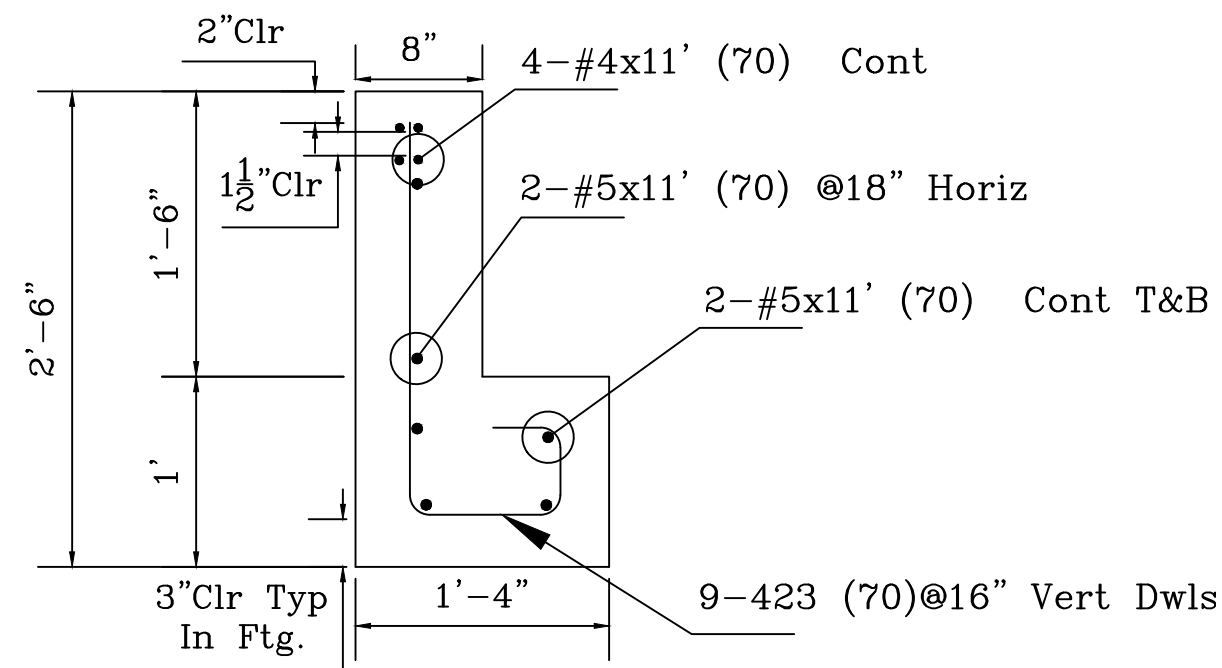 2"Clr
8"
4-#4x11' (70)  Cont
1½"Clr
2-#5x11' (70) @18" Horiz
1'-6"
2'-6"
2-#5x11' (70)  Cont T&B
1'
3"Clr Typ
In Ftg.
1'-4"
9-423 (70)@16" Vert Dwls